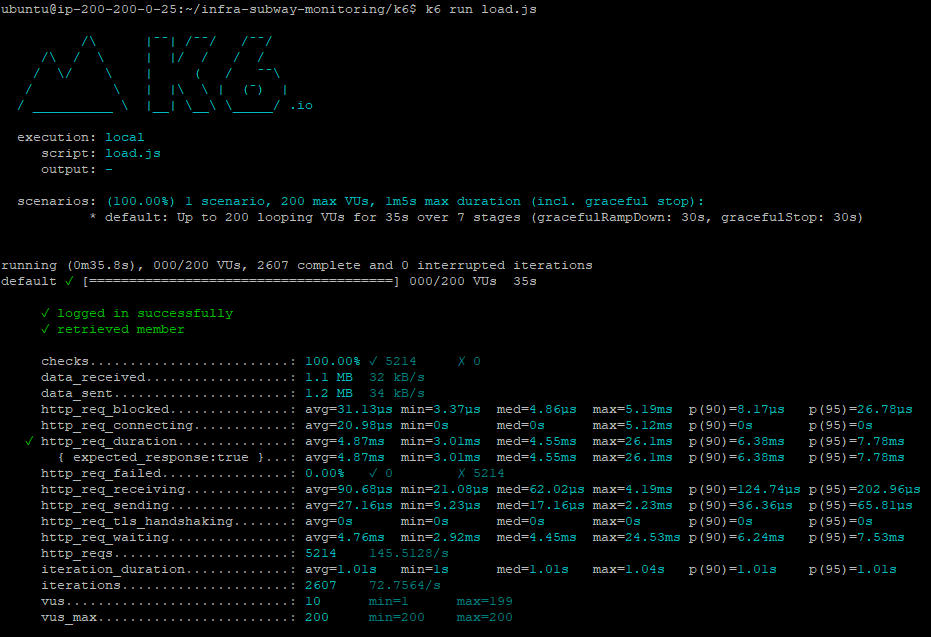 ubuntu@ip-200-200-0-25:~/infra-subway-monitoring/k6$ k6 run load.js
          /\      |‾‾| /‾‾/   /‾‾/
     /\  /  \     |  |/  /   /  /
    /  \/    \    |     (   /   ‾‾\
   /          \   |  |\  \ |  (‾)  |
  / __________ \  |__| \__\ \_____/ .io
execution: local
script: load.js
output: -
scenarios: (100.00%) 1 scenario, 200 max VUs, 1m5s max duration (incl. graceful stop):
* default: Up to 200 looping VUs for 35s over 7 stages (gracefulRampDown: 30s, gracefulStop: 30s)
running (0m35.8s), 000/200 VUs, 2607 complete and 0 interrupted iterations
default ✓ [======================================] 000/200 VUs  35s
✓ logged in successfully
✓ retrieved member
checks.........................: 100.00% ✓ 5214     ✗ 0
data_received..................: 1.1 MB  32 kB/s
data_sent......................: 1.2 MB  34 kB/s
http_req_blocked...............: avg=31.13µs min=3.37µs  med=4.86µs  max=5.19ms  p(90)=8.17µs   p(95)=26.78µs
http_req_connecting............: avg=20.98µs min=0s      med=0s      max=5.12ms  p(90)=0s       p(95)=0s
✓ http_req_duration..............: avg=4.87ms  min=3.01ms  med=4.55ms  max=26.1ms  p(90)=6.38ms   p(95)=7.78ms
{ expected_response:true }...: avg=4.87ms  min=3.01ms  med=4.55ms  max=26.1ms  p(90)=6.38ms   p(95)=7.78ms
http_req_failed................: 0.00%   ✓ 0        ✗ 5214
http_req_receiving.............: avg=90.68µs min=21.08µs med=62.02µs max=4.19ms  p(90)=124.74µs p(95)=202.96µs
http_req_sending...............: avg=27.16µs min=9.23µs  med=17.16µs max=2.23ms  p(90)=36.36µs  p(95)=65.81µs
http_req_tls_handshaking.......: avg=0s      min=0s      med=0s      max=0s      p(90)=0s       p(95)=0s
http_req_waiting...............: avg=4.76ms  min=2.92ms  med=4.45ms  max=24.53ms p(90)=6.24ms   p(95)=7.53ms
http_reqs......................: 5214    145.5128/s
iteration_duration.............: avg=1.01s   min=1s      med=1.01s   max=1.04s   p(90)=1.01s    p(95)=1.01s
iterations.....................: 2607    72.7564/s
vus............................: 10      min=1      max=199
vus_max........................: 200     min=200    max=200